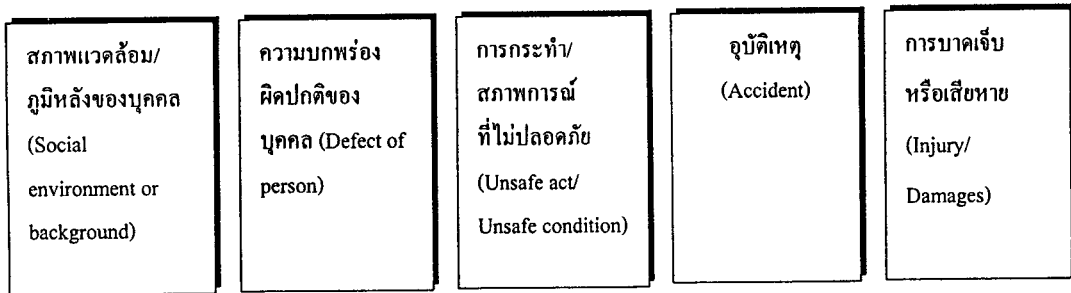 สภาพแวดล้อม/
ภูมิหลังของบุคคล
(Social
environment or
background)
ความบกพร่อง
ผิดปกติของ
บุคคล (Defect of
person)
การกระทำ/
สภาพการณ์
ที่ไม่ปลอดภัย
(Unsafe act/
Unsafe condition)
อุบัติเหตุ
(Accident)
การบาดเจ็บ
หรือเสียหาย
(Injury/
Damages)